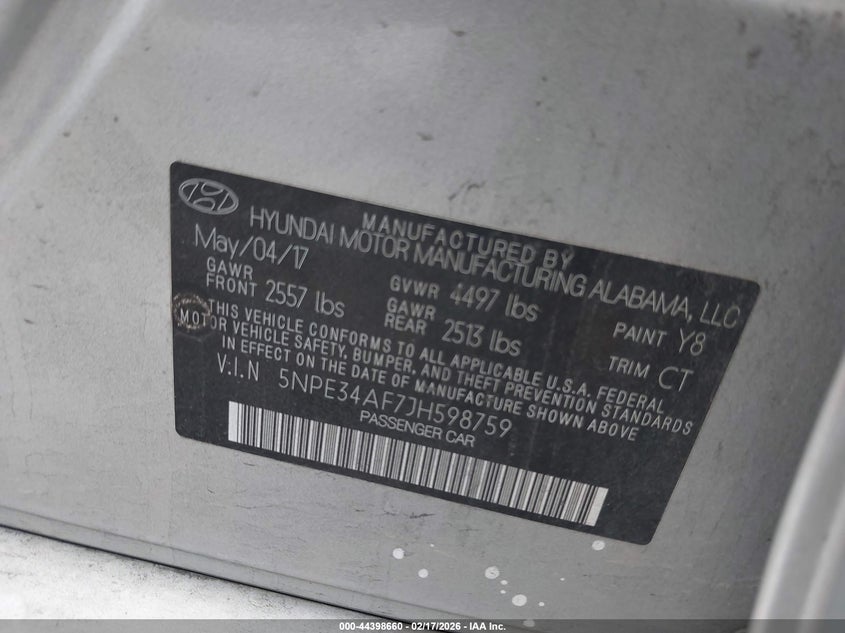 MANUFACTURED BY
HYUNDAI MOTOR MANUFACTURING ALABAMA, LLC
May/04/17
GVWR 4497 lbs
PAINT Y8
GAWR FRONT 2557 lbs
GAWR REAR 2513 lbs
TRIM CT
THIS VEHICLE CONFORMS TO ALL APPLICABLE U.S.A. FEDERAL
MOTOR VEHICLE SAFETY, BUMPER, AND THEFT PREVENTION STANDARDS
IN EFFECT ON THE DATE OF MANUFACTURE SHOWN ABOVE
V.I.N 5NPE34AF7JH598759
PASSENGER CAR
000-44398660 - 02/17/2026 - IAA Inc.